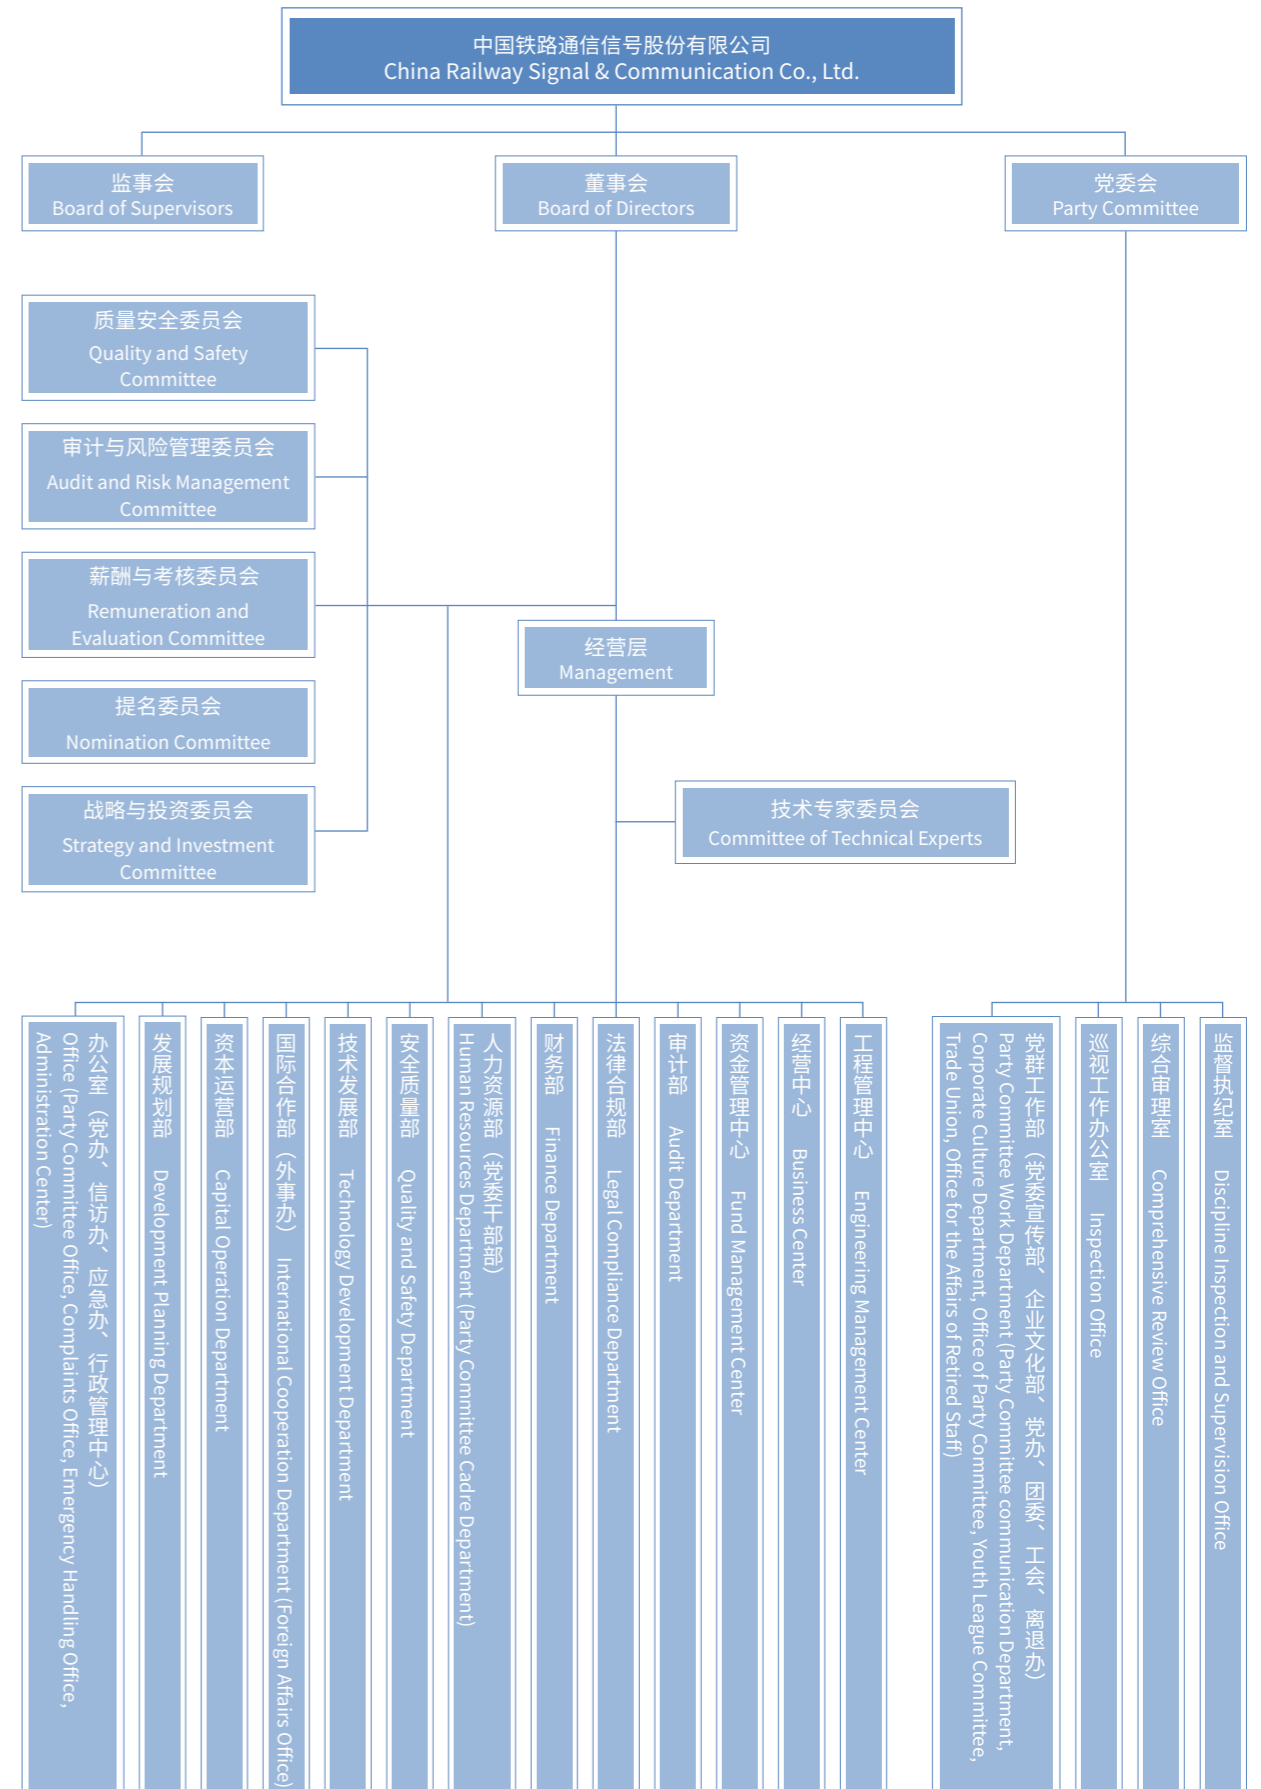 中国铁路通信信号股份有限公司
China Railway Signal & Communication Co., Ltd.
监事会
Board of Supervisors
董事会
Board of Directors
党委会
Party Committee
质量安全委员会
Quality and Safety
Committee
审计与风险管理委员会
Audit and Risk Management
Committee
薪酬与考核委员会
Remuneration and
Evaluation Committee
经营层
Management
提名委员会
Nomination Committee
战略与投资委员会
Strategy and Investment
Committee
技术专家委员会
Committee of Technical Experts
办公室（党办、信访办、应急办、行政管理中心）
Office (Party Committee Office, Complaints Office, Emergency Handling Office,
Administration Center)
发展规划部 Development Planning Department
资本运营部 Capital Operation Department
国际合作部（外事办） International Cooperation Department (Foreign Affairs Office)
技术发展部 Technology Development Department
安全质量部 Quality and Safety Department
人力资源部（党委干部部）
Human Resources Department (Party Committee Cadre Department)
财务部 Finance Department
法律合规部 Legal Compliance Department
审计部 Audit Department
资金管理中心 Fund Management Center
经营中心 Business Center
工程管理中心 Engineering Management Center
党群工作部（党委宣传部、企业文化部、党办、团委、工会、离退办）
Party Committee Work Department (Party Committee communication Department,
Corporate Culture Department, Office of Party Committee, Youth League Committee,
Trade Union, Office for the Affairs of Retired Staff)
巡视工作办公室 Inspection Office
综合审理室 Comprehensive Review Office
监督执纪室 Discipline Inspection and Supervision Office